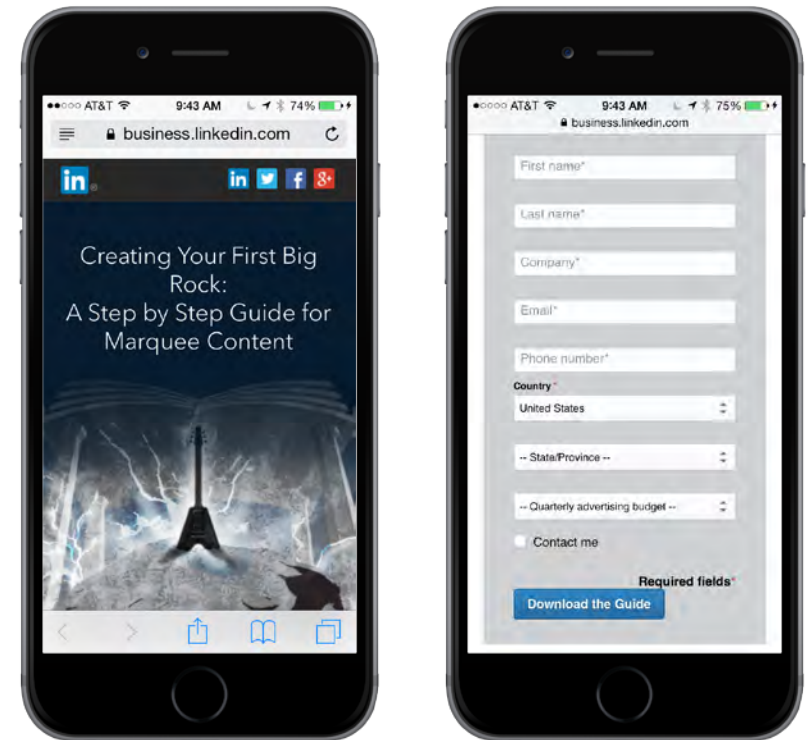 AT&T 9:43 AM 74%
business.linkedin.com
in
in f 8+
Creating Your First Big
Rock:
A Step by Step Guide for
Marquee Content
AT&T 9:43 AM 75%
business.linkedin.com
First name*
Last name*
Company*
Email*
Phone number*
Country*
United States
-- State/Province --
-- Quarterly advertising budget --
Contact me
Required fields*
Download the Guide